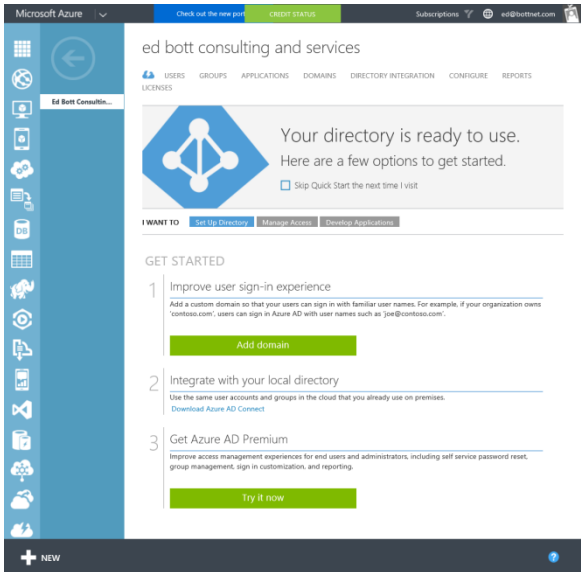 Microsoft Azure
Check out the new port
CREDIT STATUS
Subscriptions
ed@bottnet.com
Ed Bott Consultin...
ed bott consulting and services
USERS GROUPS APPLICATIONS DOMAINS DIRECTORY INTEGRATION CONFIGURE REPORTS
LICENSES
Your directory is ready to use.
Here are a few options to get started.
Skip Quick Start the next time I visit
I WANT TO Set Up Directory Manage Access Develop Applications
GET STARTED
1 Improve user sign-in experience
Add a custom domain so that your users can sign in with familiar user names. For example, if your organization owns
'contoso.com', users can sign in Azure AD with user names such as 'joe@contoso.com'.
Add domain
2 Integrate with your local directory
Use the same user accounts and groups in the cloud that you already use on premises.
Download Azure AD Connect
3 Get Azure AD Premium
Improve access management experiences for end users and administrators, including self service password reset,
group management, sign in customization, and reporting.
Try it now
DB
NEW
?